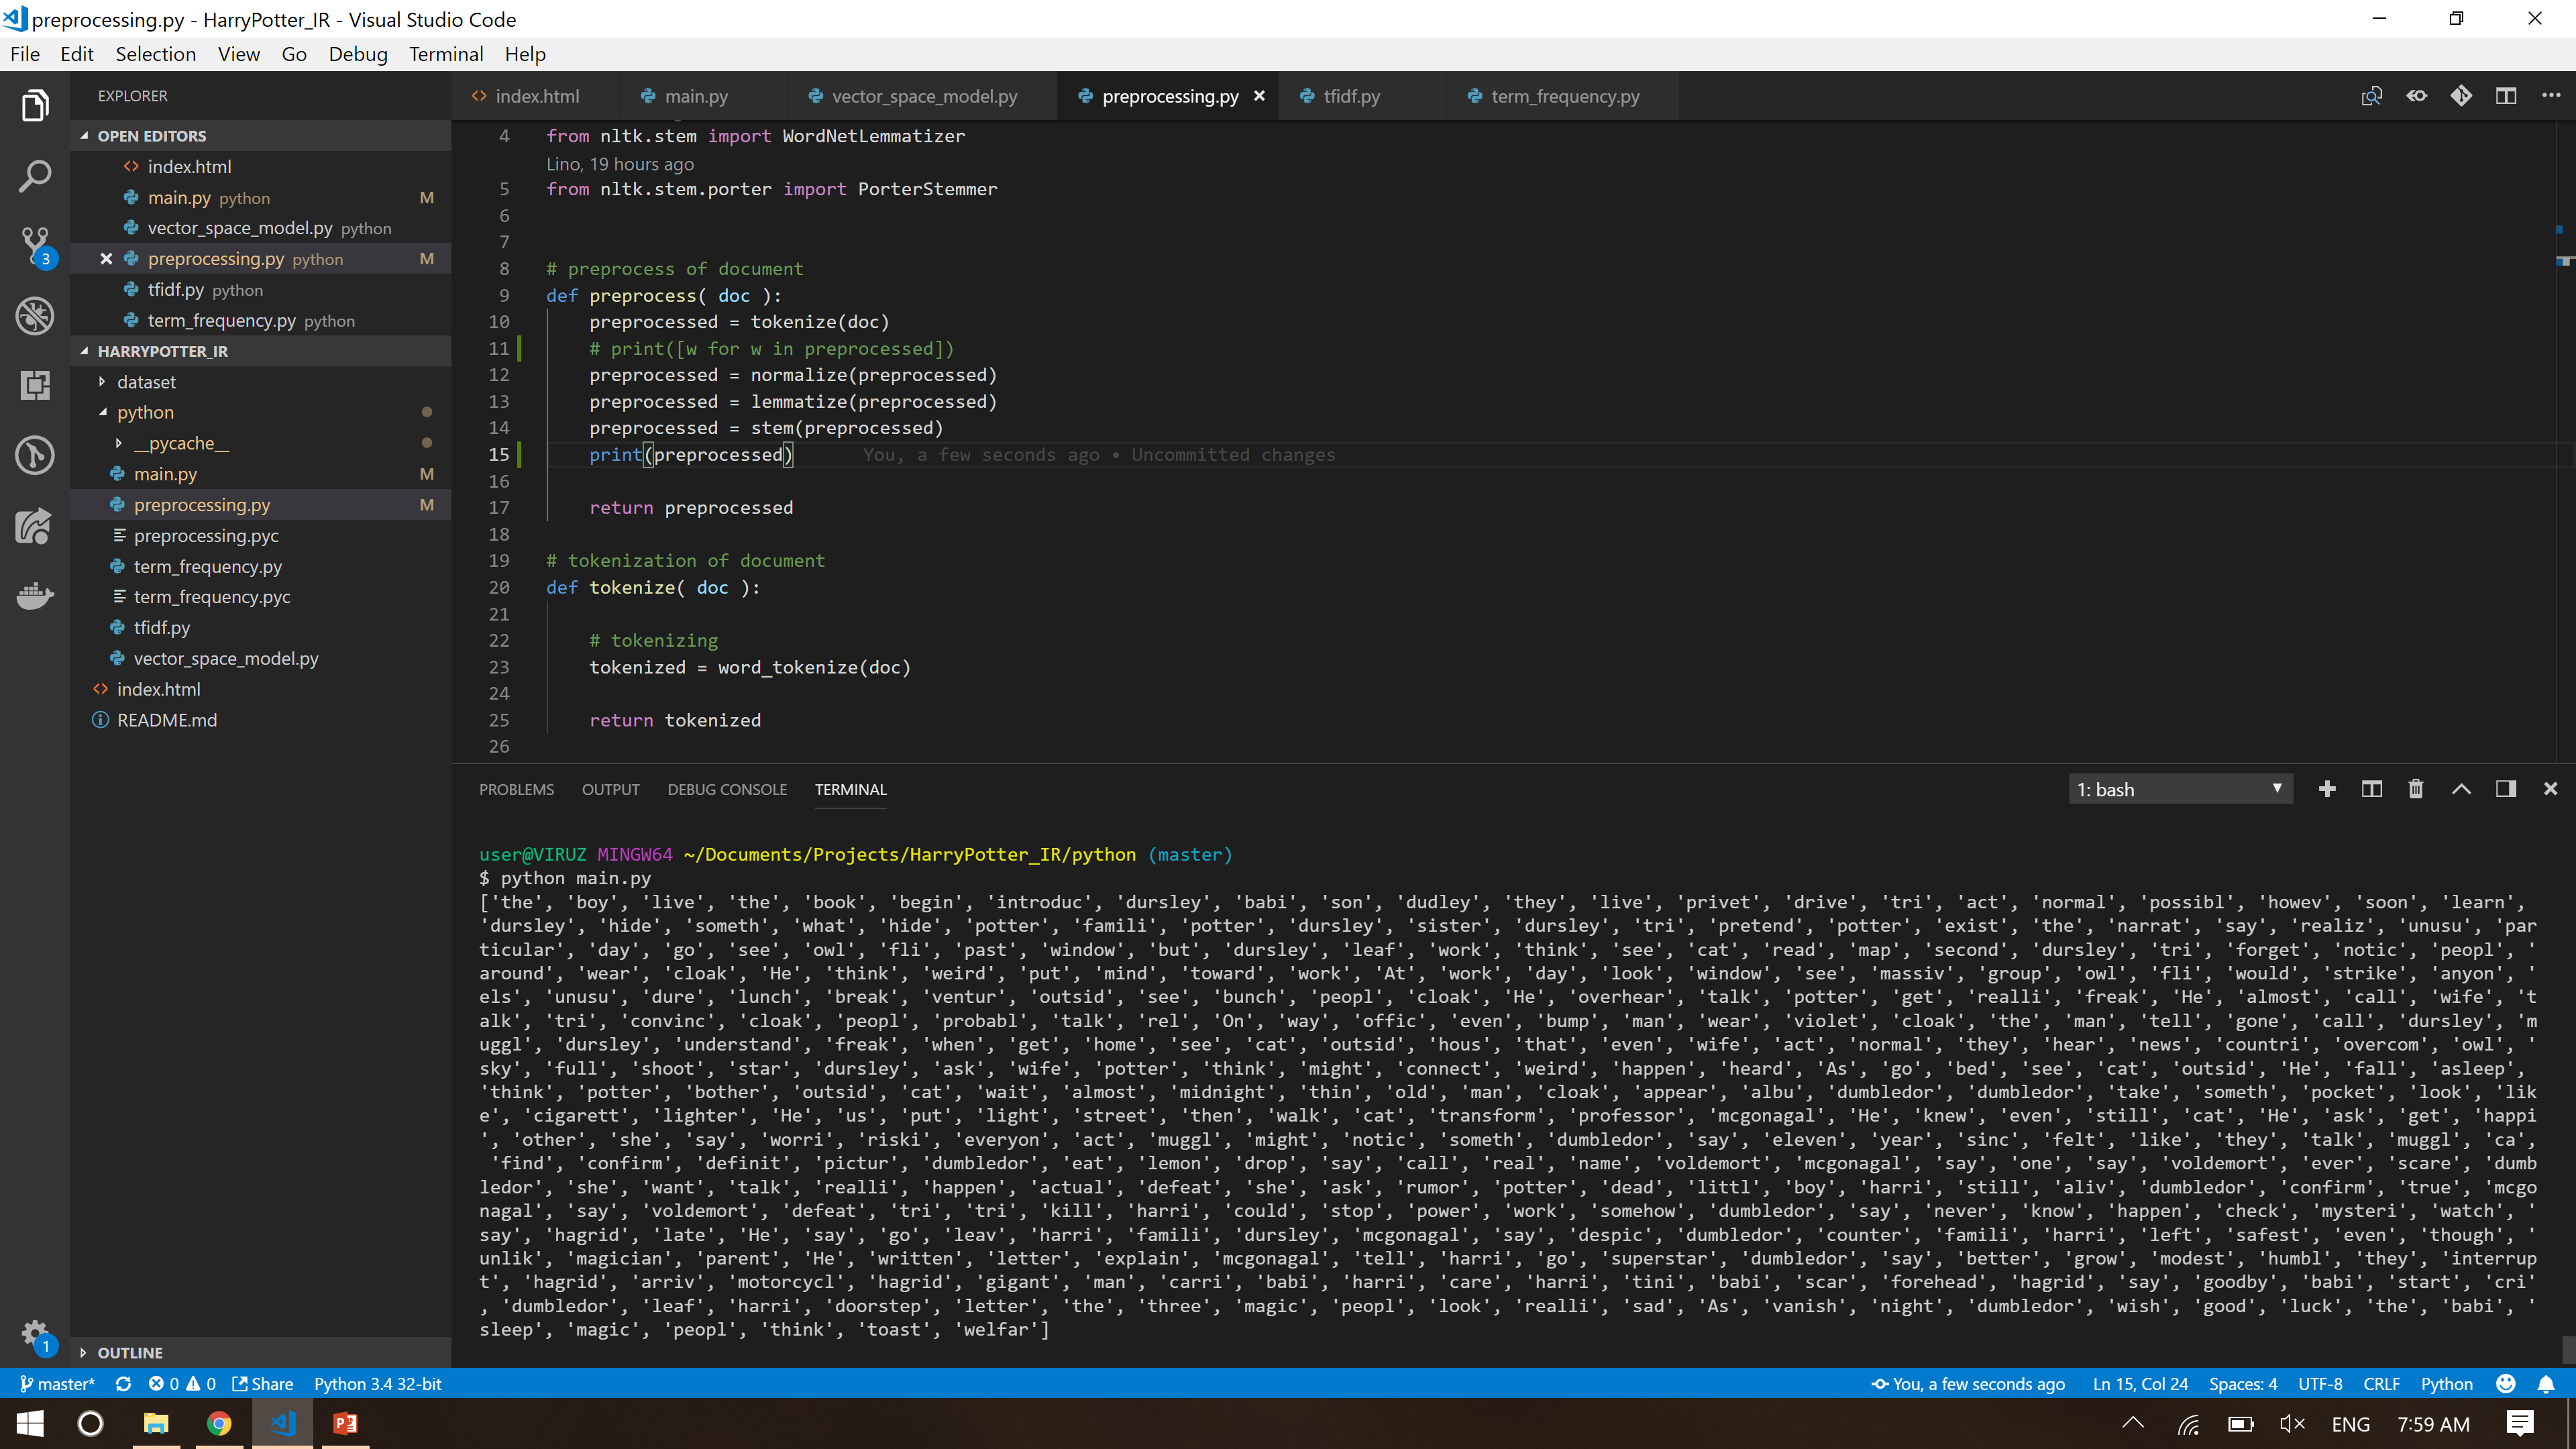 preprocessing.py - HarryPotter_IR - Visual Studio Code
File Edit Selection View Go Debug Terminal Help
EXPLORER
OPEN EDITORS
index.html
main.py python M
vector_space_model.py python
preprocessing.py python M
tfidf.py python
term_frequency.py python
HARRYPOTTER_IR
dataset
python
__pycache__
main.py M
preprocessing.py M
preprocessing.pyc
term_frequency.py
term_frequency.pyc
tfidf.py
vector_space_model.py
index.html
README.md
OUTLINE
3
1
index.html main.py vector_space_model.py preprocessing.py tfidf.py term_frequency.py
4 from nltk.stem import WordNetLemmatizer
Lino, 19 hours ago
5 from nltk.stem.porter import PorterStemmer
6
7
8 # preprocess of document
9 def preprocess( doc ):
10 preprocessed = tokenize(doc)
11 # print([w for w in preprocessed])
12 preprocessed = normalize(preprocessed)
13 preprocessed = lemmatize(preprocessed)
14 preprocessed = stem(preprocessed)
15 print(preprocessed) You, a few seconds ago • Uncommitted changes
16
17 return preprocessed
18
19 # tokenization of document
20 def tokenize( doc ):
21
22 # tokenizing
23 tokenized = word_tokenize(doc)
24
25 return tokenized
26
PROBLEMS OUTPUT DEBUG CONSOLE TERMINAL 1: bash
user@VIRUZ MINGW64 ~/Documents/Projects/HarryPotter_IR/python (master)
$ python main.py
['the', 'boy', 'live', 'the', 'book', 'begin', 'introduc', 'dursley', 'babi', 'son', 'dudley', 'they', 'live', 'privet', 'drive', 'tri', 'act', 'normal', 'possibl', 'howev', 'soon', 'learn',
'dursley', 'hide', 'someth', 'what', 'hide', 'potter', 'famili', 'potter', 'dursley', 'sister', 'dursley', 'tri', 'pretend', 'potter', 'exist', 'the', 'narrat', 'say', 'realiz', 'unusu', 'par
ticular', 'day', 'go', 'see', 'owl', 'fli', 'past', 'window', 'but', 'dursley', 'leaf', 'work', 'think', 'see', 'cat', 'read', 'map', 'second', 'dursley', 'tri', 'forget', 'notic', 'peopl', '
around', 'wear', 'cloak', 'He', 'think', 'weird', 'put', 'mind', 'toward', 'work', 'At', 'work', 'day', 'look', 'window', 'see', 'massiv', 'group', 'owl', 'fli', 'would', 'strike', 'anyon', '
els', 'unusu', 'dure', 'lunch', 'break', 'ventur', 'outsid', 'see', 'bunch', 'peopl', 'cloak', 'He', 'overhear', 'talk', 'potter', 'get', 'realli', 'freak', 'He', 'almost', 'call', 'wife', 't
alk', 'tri', 'convinc', 'cloak', 'peopl', 'probabl', 'talk', 'rel', 'On', 'way', 'offic', 'even', 'bump', 'man', 'wear', 'violet', 'cloak', 'the', 'man', 'tell', 'gone', 'call', 'dursley', 'm
uggl', 'dursley', 'understand', 'freak', 'when', 'get', 'home', 'see', 'cat', 'outsid', 'hous', 'that', 'even', 'wife', 'act', 'normal', 'they', 'hear', 'news', 'countri', 'overcom', 'owl', '
sky', 'full', 'shoot', 'star', 'dursley', 'ask', 'wife', 'potter', 'think', 'might', 'connect', 'weird', 'happen', 'heard', 'As', 'go', 'bed', 'see', 'cat', 'outsid', 'He', 'fall', 'asleep',
'think', 'potter', 'bother', 'outsid', 'cat', 'wait', 'almost', 'midnight', 'thin', 'old', 'man', 'cloak', 'appear', 'albu', 'dumbledor', 'dumbledor', 'take', 'someth', 'pocket', 'look', 'lik
e', 'cigarett', 'lighter', 'He', 'us', 'put', 'light', 'street', 'then', 'walk', 'cat', 'transform', 'professor', 'mcgonagal', 'He', 'knew', 'even', 'still', 'cat', 'He', 'ask', 'get', 'happi
', 'other', 'she', 'say', 'worri', 'riski', 'everyon', 'act', 'muggl', 'might', 'notic', 'someth', 'dumbledor', 'say', 'eleven', 'year', 'sinc', 'felt', 'like', 'they', 'talk', 'muggl', 'ca',
'find', 'confirm', 'definit', 'pictur', 'dumbledor', 'eat', 'lemon', 'drop', 'say', 'call', 'real', 'name', 'voldemort', 'mcgonagal', 'say', 'one', 'say', 'voldemort', 'ever', 'scare', 'dumb
ledor', 'she', 'want', 'talk', 'realli', 'happen', 'actual', 'defeat', 'she', 'ask', 'rumor', 'potter', 'dead', 'littl', 'boy', 'harri', 'still', 'aliv', 'dumbledor', 'confirm', 'true', 'mcgo
nagal', 'say', 'voldemort', 'defeat', 'tri', 'tri', 'kill', 'harri', 'could', 'stop', 'power', 'work', 'somehow', 'dumbledor', 'say', 'never', 'know', 'happen', 'check', 'mysteri', 'watch', '
say', 'hagrid', 'late', 'He', 'say', 'go', 'leav', 'harri', 'famili', 'dursley', 'mcgonagal', 'say', 'despic', 'dumbledor', 'counter', 'famili', 'harri', 'left', 'safest', 'even', 'though', '
unlik', 'magician', 'parent', 'He', 'written', 'letter', 'explain', 'mcgonagal', 'tell', 'harri', 'go', 'superstar', 'dumbledor', 'say', 'better', 'grow', 'modest', 'humbl', 'they', 'interrup
t', 'hagrid', 'arriv', 'motorcycl', 'hagrid', 'gigant', 'man', 'carri', 'babi', 'harri', 'care', 'harri', 'tini', 'babi', 'scar', 'forehead', 'hagrid', 'say', 'goodby', 'babi', 'start', 'cri'
, 'dumbledor', 'leaf', 'harri', 'doorstep', 'letter', 'the', 'three', 'magic', 'peopl', 'look', 'realli', 'sad', 'As', 'vanish', 'night', 'dumbledor', 'wish', 'good', 'luck', 'the', 'babi', '
sleep', 'magic', 'peopl', 'think', 'toast', 'welfar']
master* 0 0 Share Python 3.4 32-bit You, a few seconds ago Ln 15, Col 24 Spaces: 4 UTF-8 CRLF Python
ENG 7:59 AM